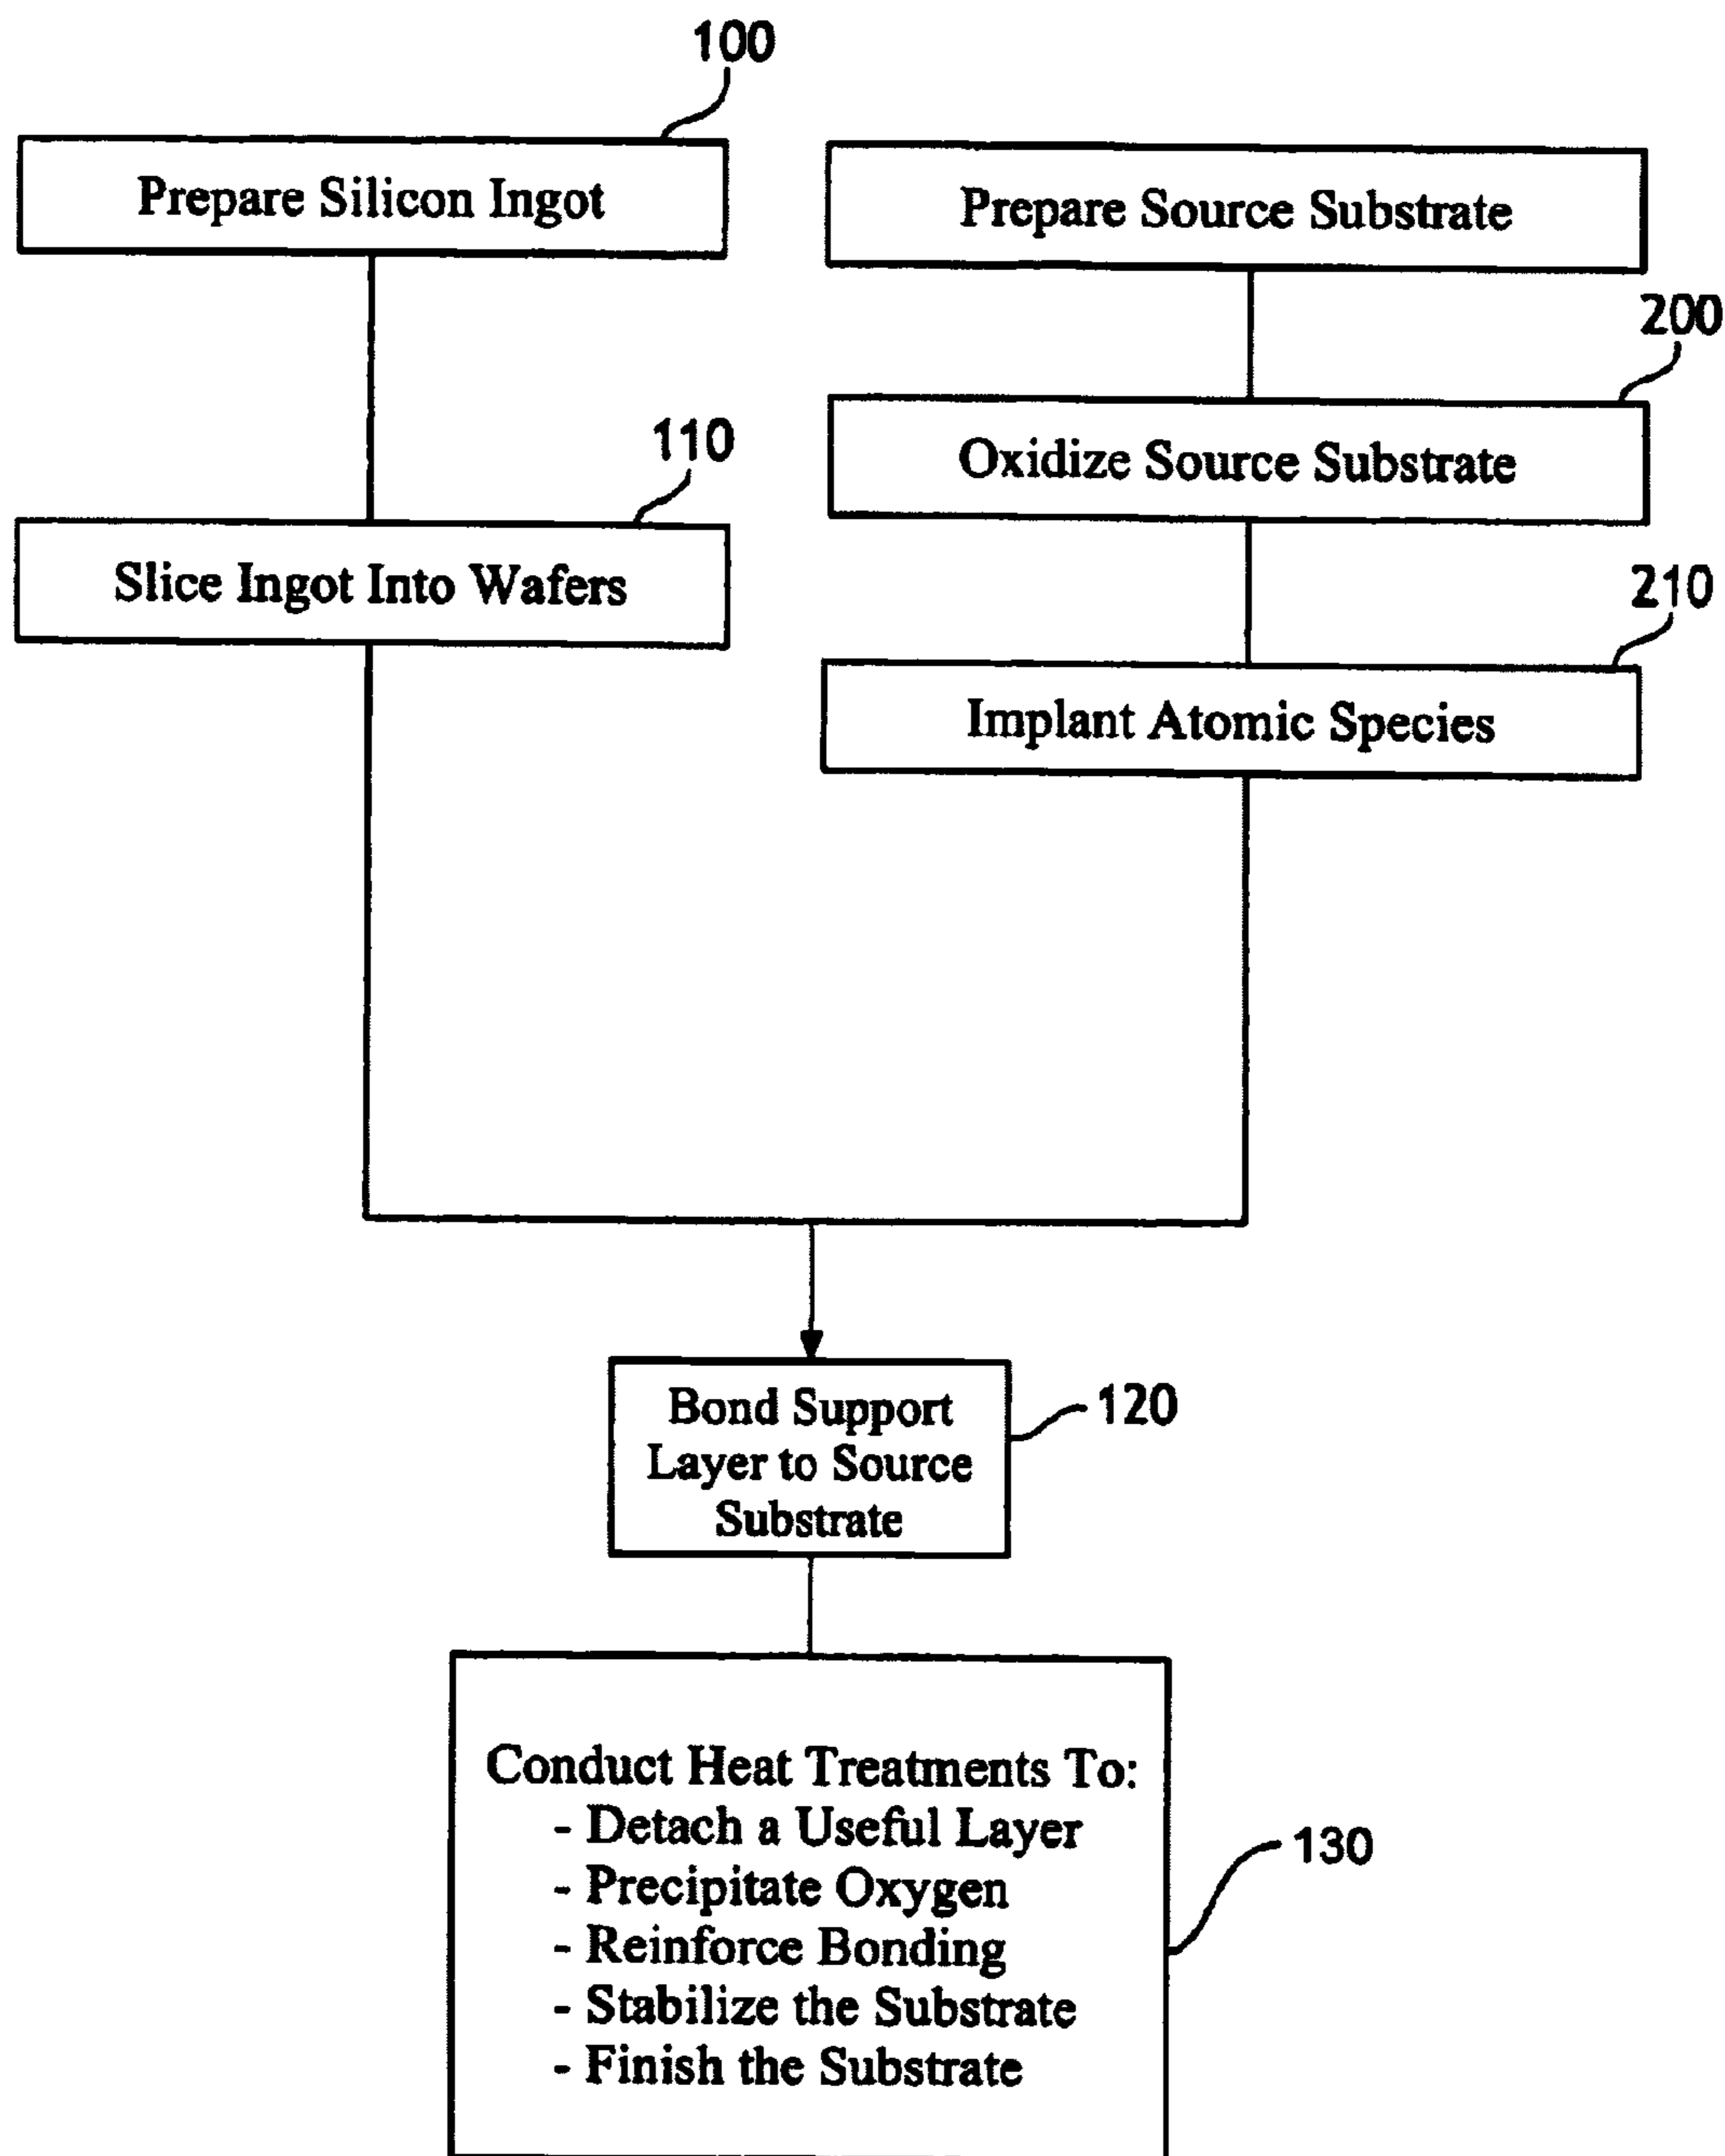 100
Prepare Silicon Ingot
Prepare Source Substrate
200
Oxidize Source Substrate
110
Slice Ingot Into Wafers
210
Implant Atomic Species
Bond Support
Layer to Source
Substrate
120
Conduct Heat Treatments To:
- Detach a Useful Layer
- Precipitate Oxygen
- Reinforce Bonding
- Stabilize the Substrate
- Finish the Substrate
130